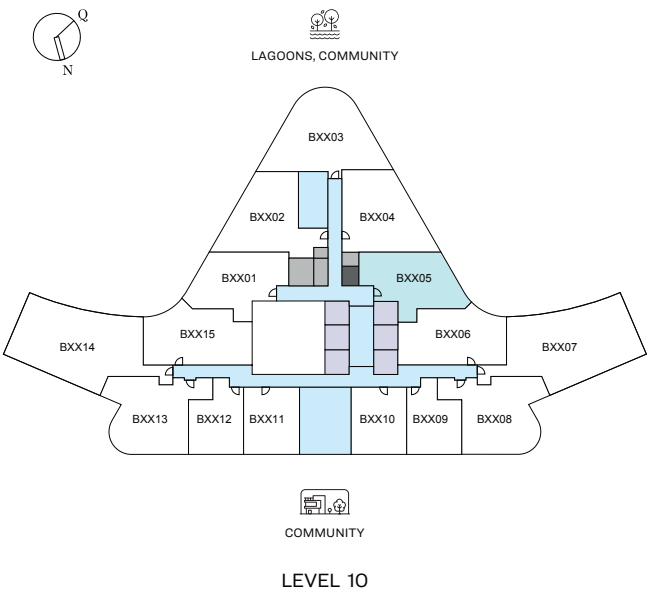 Q
N
LAGOONS, COMMUNITY
BXX03
BXX02
BXX04
BXX01
BXX05
BXX14
BXX15
BXX06
BXX07
BXX13
BXX12
BXX11
BXX10
BXX09
BXX08
COMMUNITY
LEVEL 10